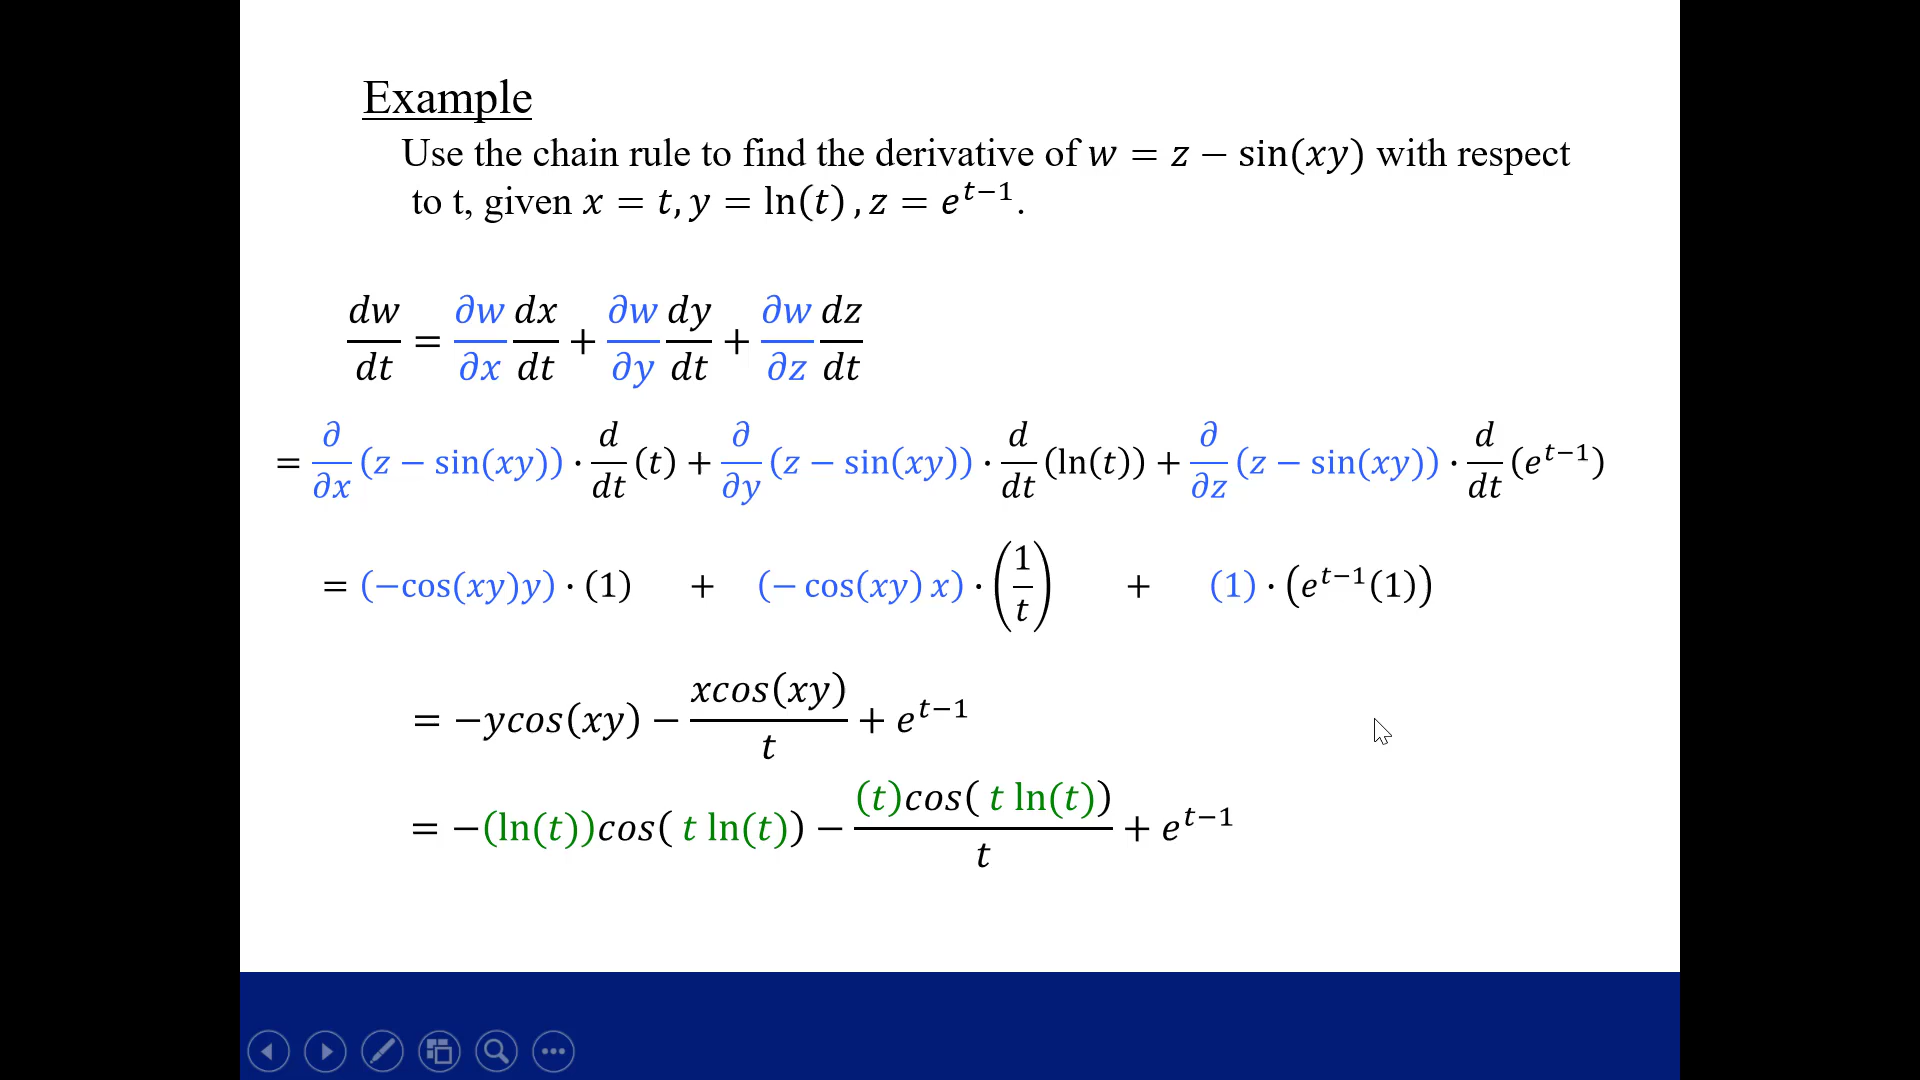 Example
Use the chain rule to find the derivative of w = z − sin(xy) with respect
to t, given x = t, y = ln(t) , z = e^{t−1}.
dw/dt = ∂w/∂x dx/dt + ∂w/∂y dy/dt + ∂w/∂z dz/dt
= ∂/∂x (z − sin(xy)) · d/dt (t) + ∂/∂y (z − sin(xy)) · d/dt (ln(t)) + ∂/∂z (z − sin(xy)) · d/dt (e^{t−1})
= (−cos(xy)y) · (1) + (− cos(xy) x) · (1/t) + (1) · (e^{t−1}(1))
= −ycos(xy) − xcos(xy)/t + e^{t−1}
= −(ln(t))cos( t ln(t)) − (t)cos( t ln(t))/t + e^{t−1}